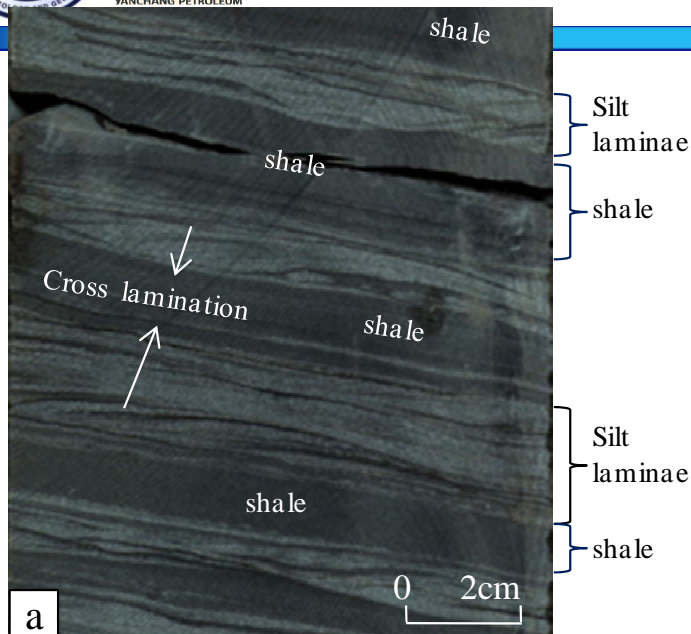 YANCHANG PETROLEUM
shale
Silt
laminae
shale
shale
Cross lamination
shale
Silt
laminae
shale
shale
0 2cm
a